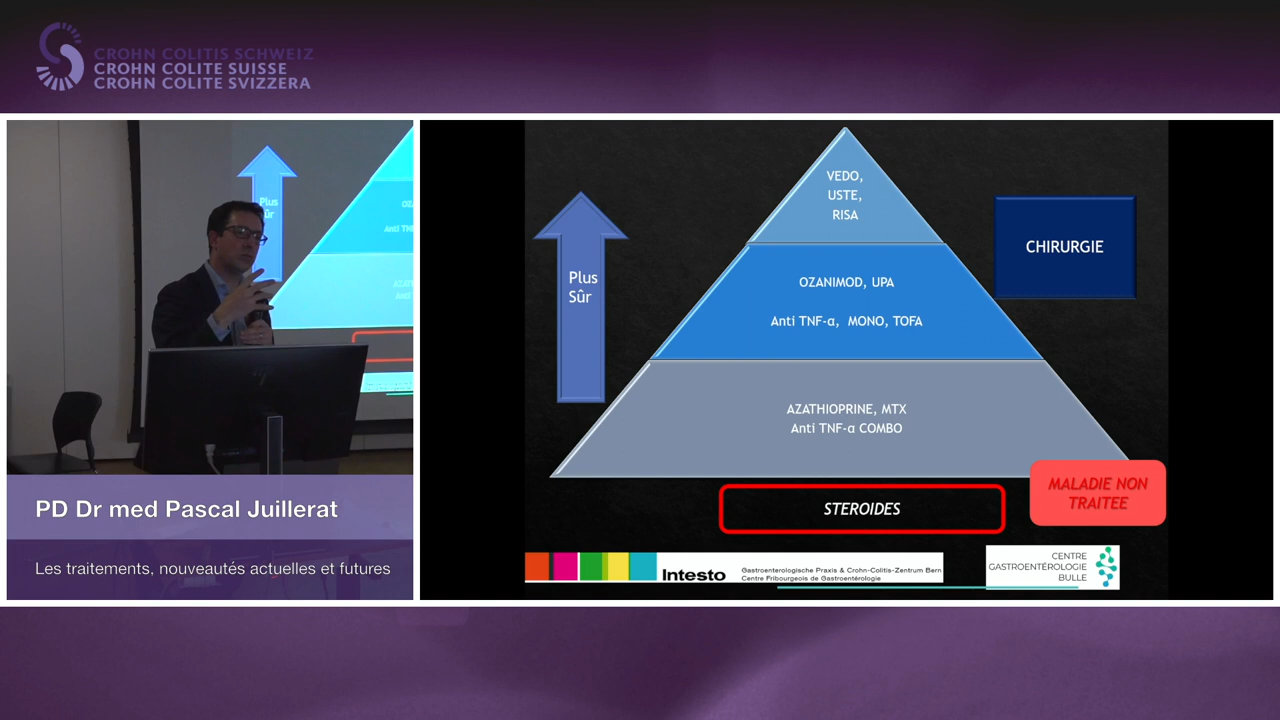 CROHN COLITIS SCHWEIZ
CROHN COLITE SUISSE
CROHN COLITE SVIZZERA
Plus
PD Dr med Pascal Juillerat
Les traitements, nouveautés actuelles et futures
Plus
Sûr
VEDO,
USTE,
RISA
OZANIMOD, UPA
Anti TNF-α, MONO, TOFA
AZATHIOPRINE, MTX
Anti TNF-α COMBO
CHIRURGIE
MALADIE NON
TRAITEE
STEROIDES
Intesto
Gastroenterologische Praxis & Crohn-Colitis-Zentrum Bern
Centre Fribourgeois de Gastroentérologie
CENTRE
GASTROENTÉROLOGIE
BULLE